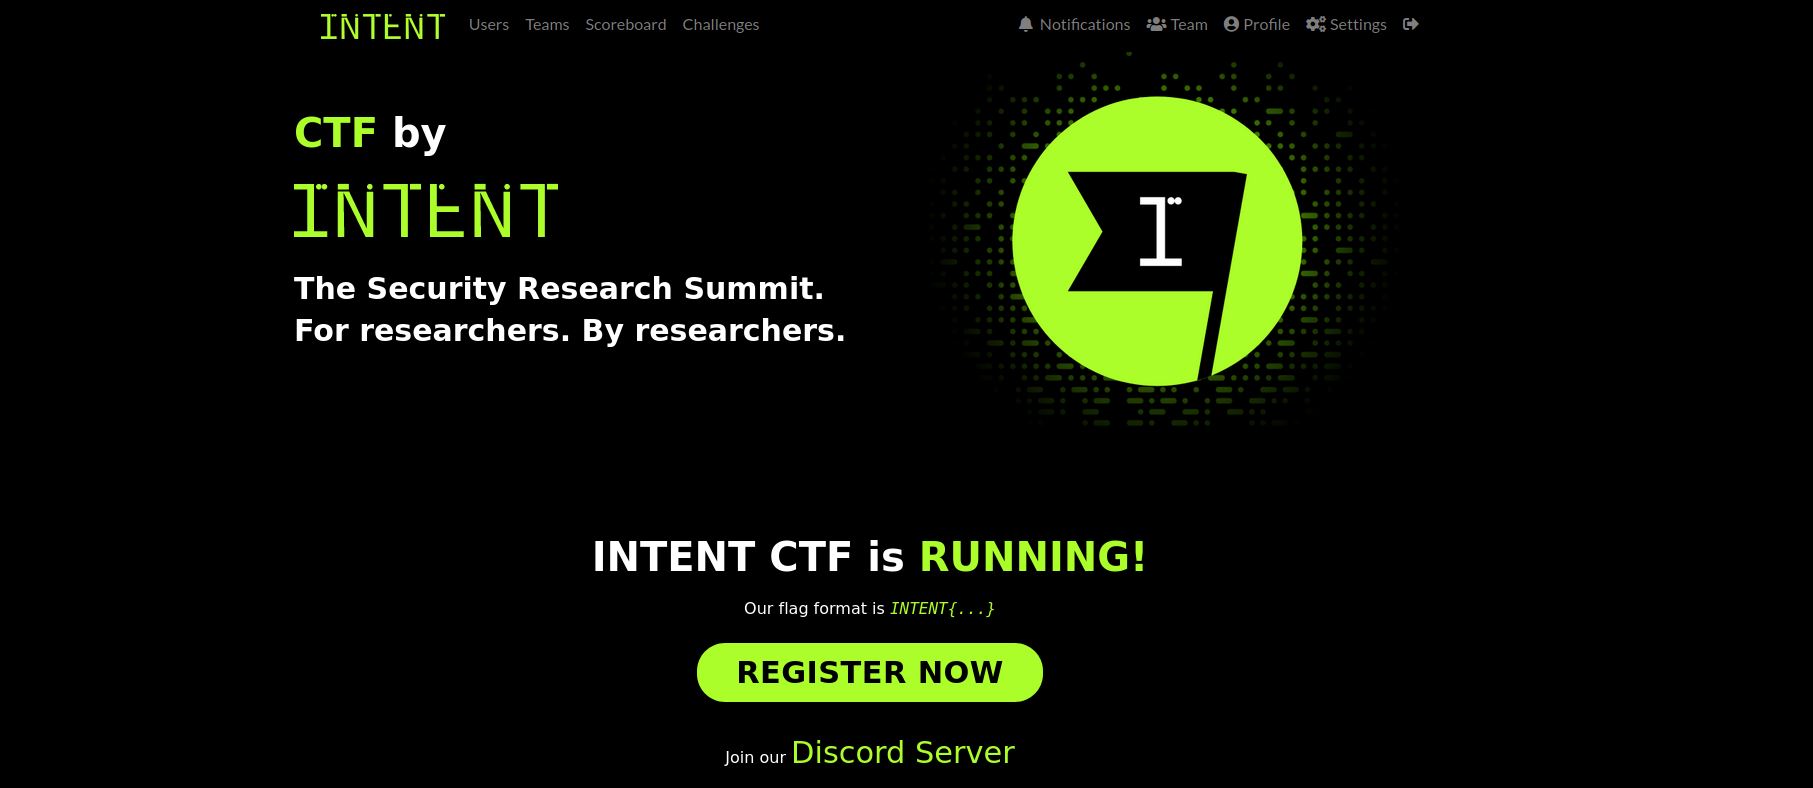 INTENT Users Teams Scoreboard Challenges Notifications Team Profile Settings
CTF by
INTENT
I
The Security Research Summit.
For researchers. By researchers.
INTENT CTF is RUNNING!
Our flag format is INTENT{...}
REGISTER NOW
Join our Discord Server